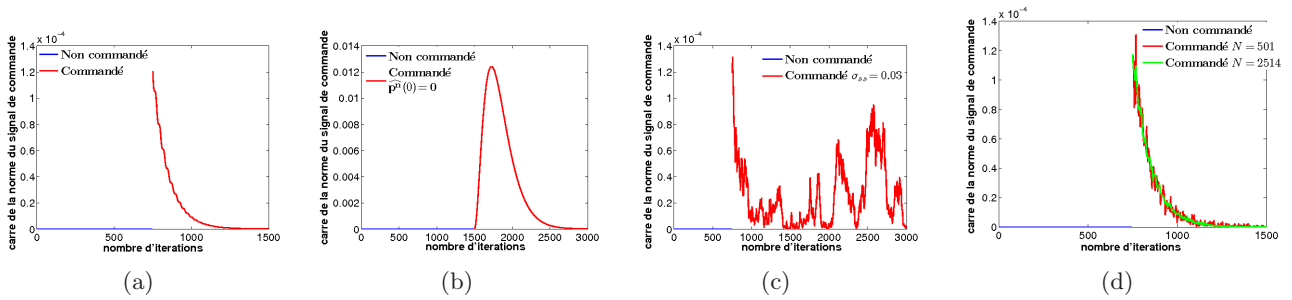 x 10⁻⁴
carre de la norme du signal de commande
1.4
1.2
1
0.8
0.6
0.4
0.2
0
Non commandé
Commandé
0 500 1000 1500
nombre d'iterations
(a)
carre de la norme du signal de commande
0.014
0.012
0.010
0.008
0.006
0.004
0.002
0.000
Non commandé
Commandé
p̂ⁿ(0) = 0
0 500 1000 1500 2000 2500 3000
nombre d'iterations
(b)
x 10⁻⁴
carre de la norme du signal de commande
1.4
1.2
1
0.8
0.6
0.4
0.2
0
Non commandé
Commandé σₛₛ = 0.03
0 500 1000 1500 2000 2500 3000
nombre d'iterations
(c)
x 10⁻⁴
carre de la norme du signal de commande
1.4
1.2
1
0.8
0.6
0.4
0.2
0
Non commandé
Commandé N = 501
Commandé N = 2514
0 500 1000 1500
nombre d'iterations
(d)